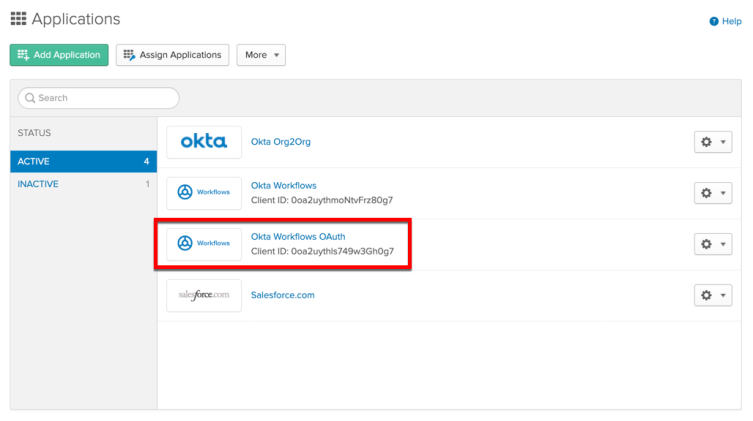 Applications
Help
Add Application
Assign Applications
More
Search
STATUS
ACTIVE 4
INACTIVE 1
okta
Okta Org2Org
Workflows
Okta Workflows
Client ID: 0oa2uythmoNtvFrz80g7
Workflows
Okta Workflows OAuth
Client ID: 0oa2uythls749w3Gh0g7
salesforce.com
Salesforce.com